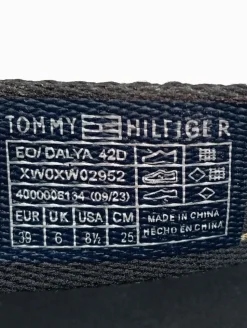 TOMMY HILFIGER
EO/DALYA 42D
XW0XW02952
4000006134 (09/23)
EUR UK USA CM
39 6 8½ 25
MADE IN CHINA
HECHO EN CHINA